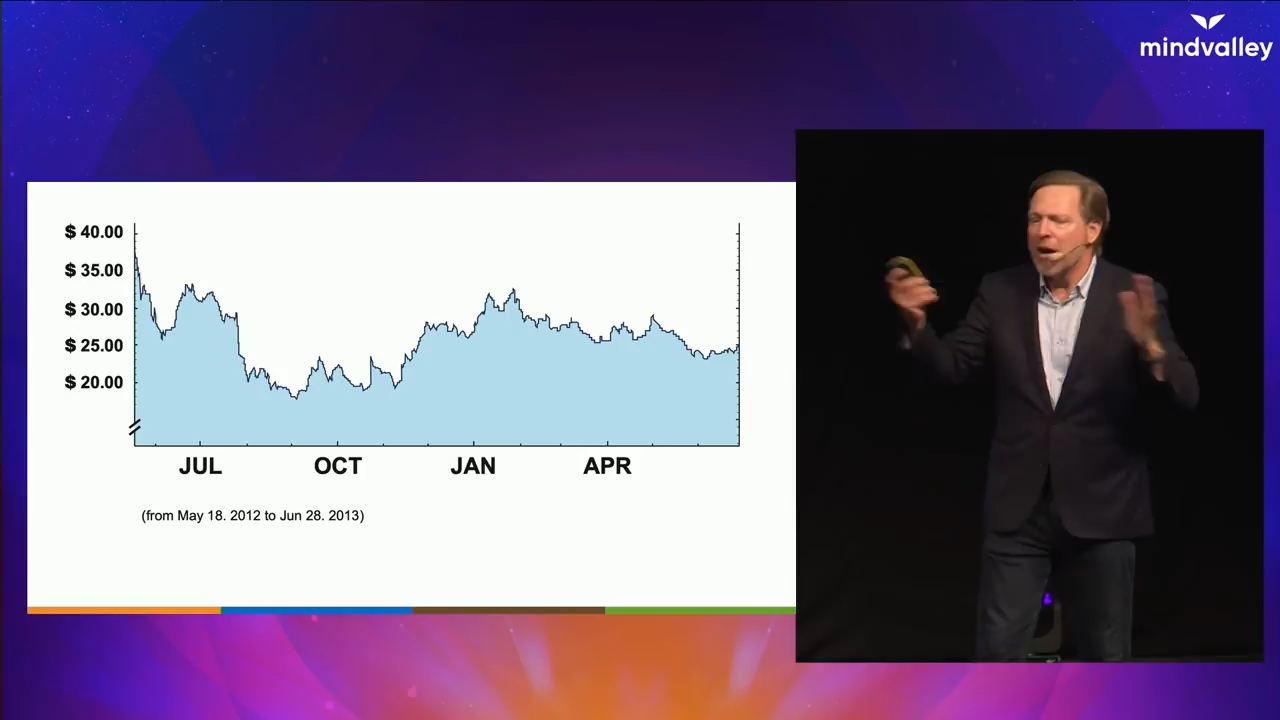 mindvalley
$ 40.00
$ 35.00
$ 30.00
$ 25.00
$ 20.00
JUL OCT JAN APR
(from May 18. 2012 to Jun 28. 2013)